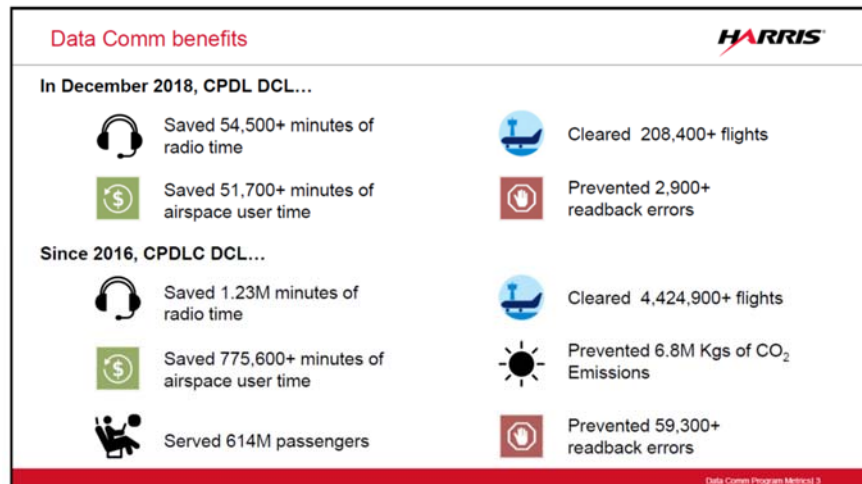 Data Comm benefits
HARRIS
In December 2018, CPDL DCL…
Saved 54,500+ minutes of
radio time
Cleared 208,400+ flights
$
Saved 51,700+ minutes of
airspace user time
Prevented 2,900+
readback errors
Since 2016, CPDLC DCL…
Saved 1.23M minutes of
radio time
Cleared 4,424,900+ flights
$
Saved 775,600+ minutes of
airspace user time
Prevented 6.8M Kgs of CO₂
Emissions
Served 614M passengers
Prevented 59,300+
readback errors
Data Comm Program Metrics| 3